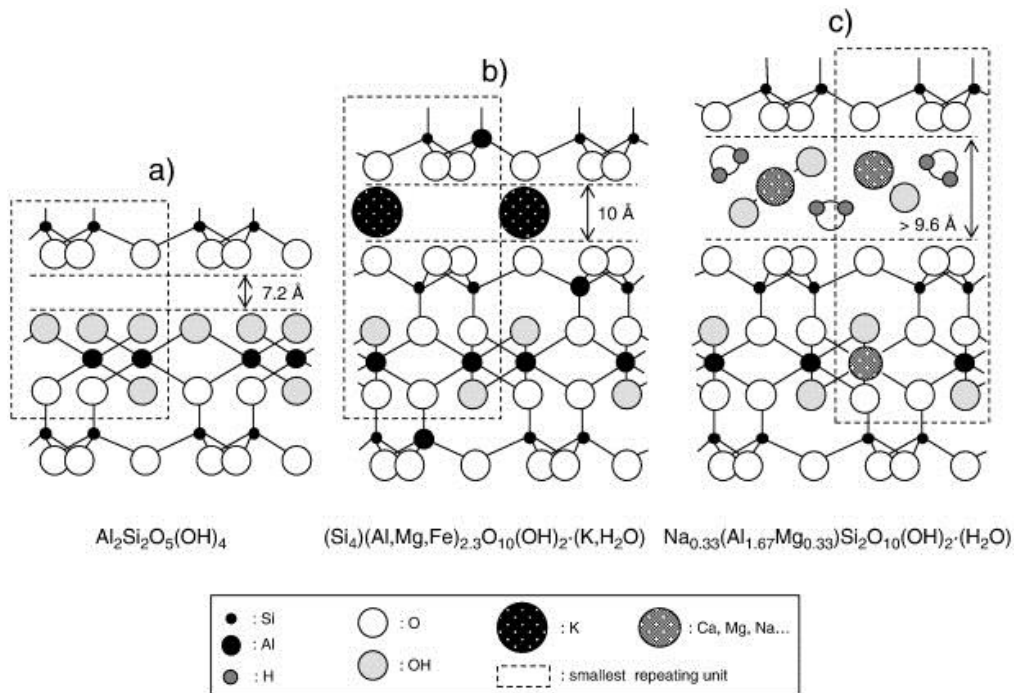 a)
b)
c)
7.2 Å
10 Å
> 9.6 Å
Al₂Si₂O₅(OH)₄
(Si₄)(Al,Mg,Fe)₂.₃O₁₀(OH)₂·(K,H₂O)
Na₀.₃₃(Al₁.₆₇Mg₀.₃₃)Si₂O₁₀(OH)₂·(H₂O)
: Si
: Al
: H
: O
: OH
: K
: Ca, Mg, Na...
: smallest repeating unit